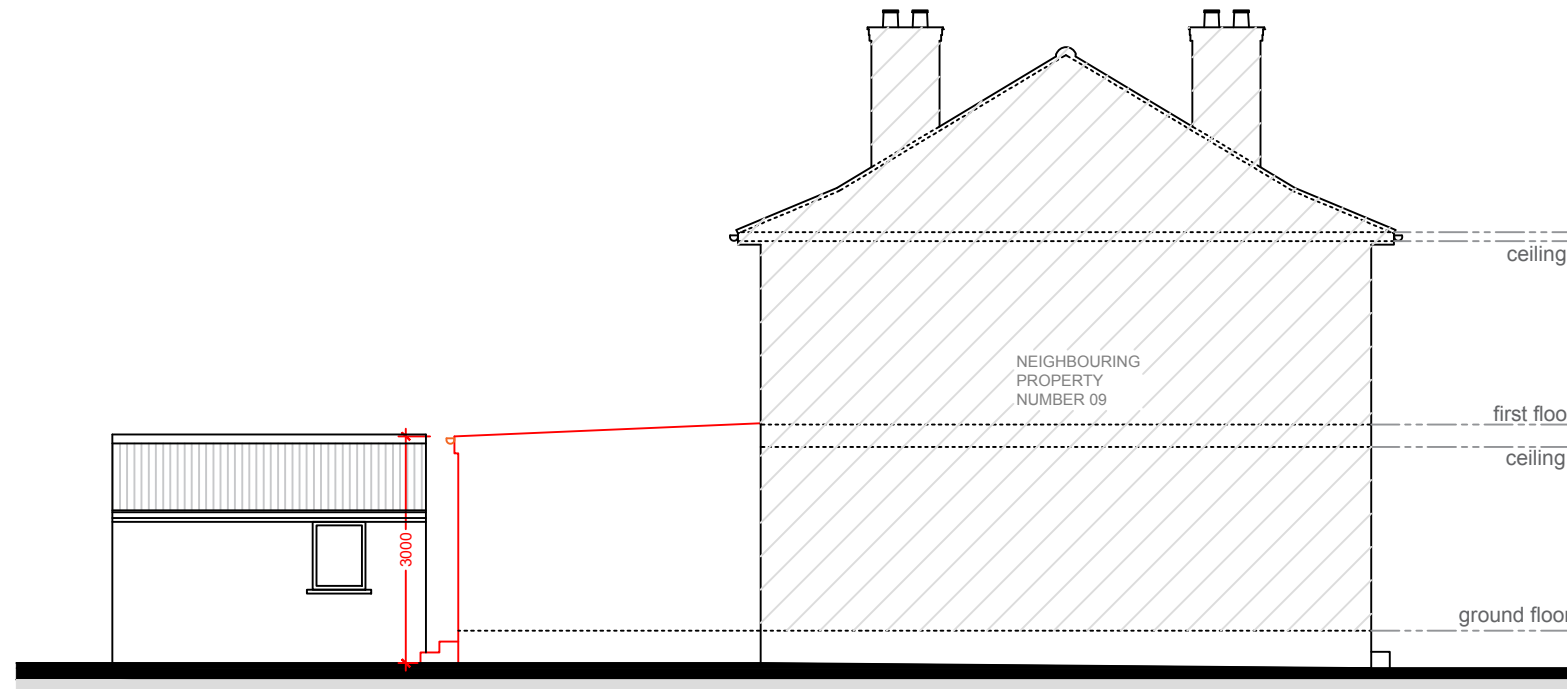 ceiling
NEIGHBOURING
PROPERTY
NUMBER 09
first floo
ceiling
3000
ground floor